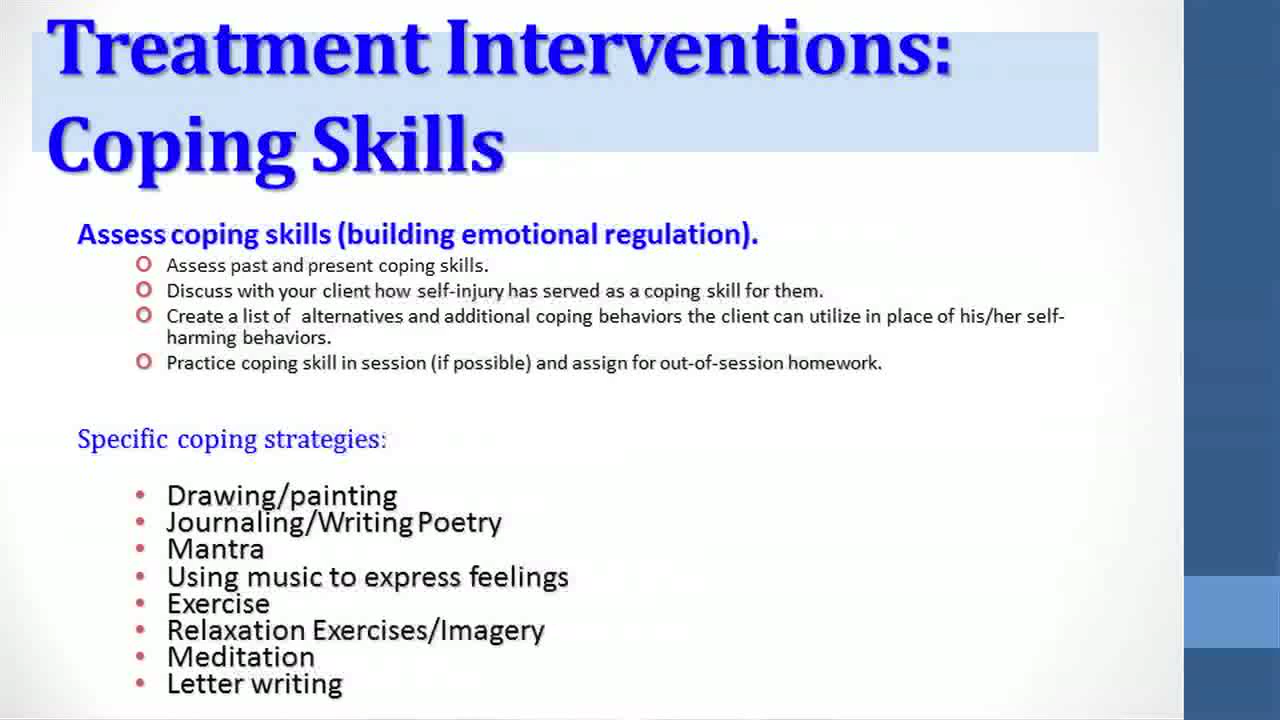 Treatment Interventions:
Coping Skills
Assess coping skills (building emotional regulation).
Assess past and present coping skills.
Discuss with your client how self-injury has served as a coping skill for them.
Create a list of alternatives and additional coping behaviors the client can utilize in place of his/her self-
harming behaviors.
Practice coping skill in session (if possible) and assign for out-of-session homework.
Specific coping strategies:
Drawing/painting
Journaling/Writing Poetry
Mantra
Using music to express feelings
Exercise
Relaxation Exercises/Imagery
Meditation
Letter writing